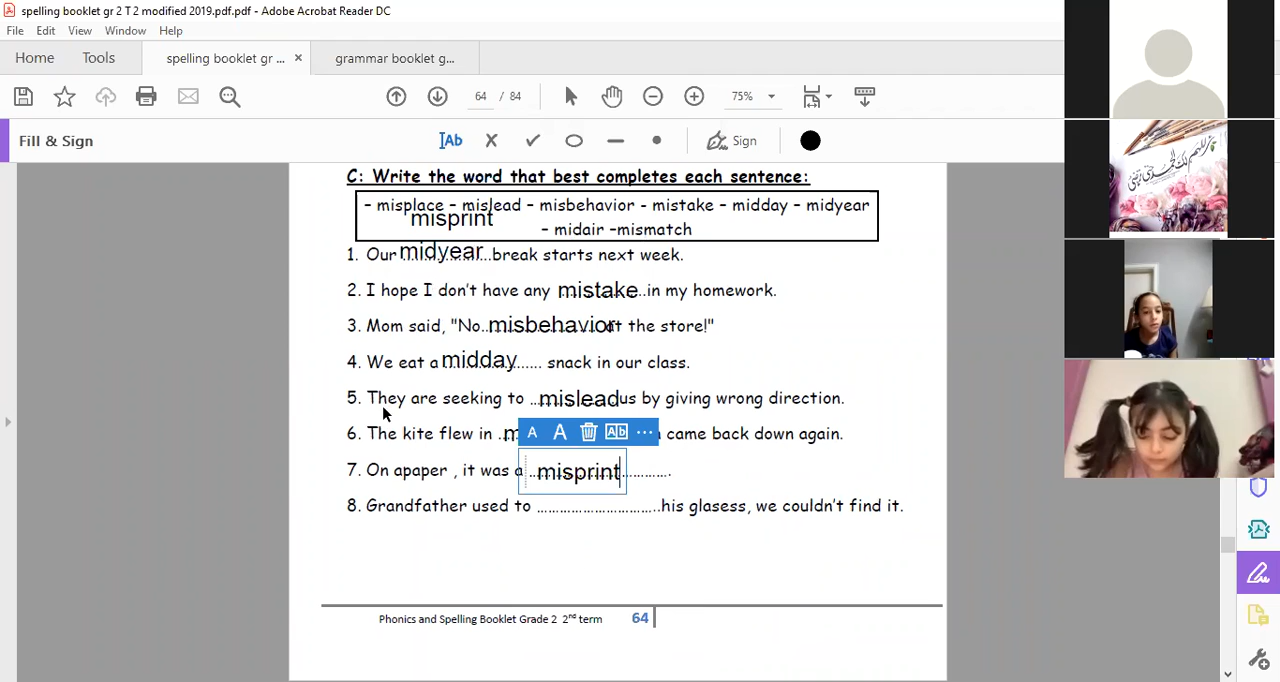 spelling booklet gr 2 T 2 modified 2019.pdf.pdf - Adobe Acrobat Reader DC
File Edit View Window Help
Home Tools spelling booklet gr ... × grammar booklet g...
64 / 84 75%
Fill & Sign Ab Sign
C: Write the word that best completes each sentence:
- misplace - mislead - misbehavior - mistake - midday - midyear
misprint
- midair -mismatch
1. Our midyear break starts next week.
2. I hope I don't have any mistake in my homework.
3. Mom said, "No misbehavior at the store!"
4. We eat a midday snack in our class.
5. They are seeking to mislead us by giving wrong direction.
A A Ab ...
6. The kite flew in came back down again.
7. On apaper , it was a misprint.
8. Grandfather used to ........................his glasess, we couldn't find it.
Phonics and Spelling Booklet Grade 2 2nd term 64